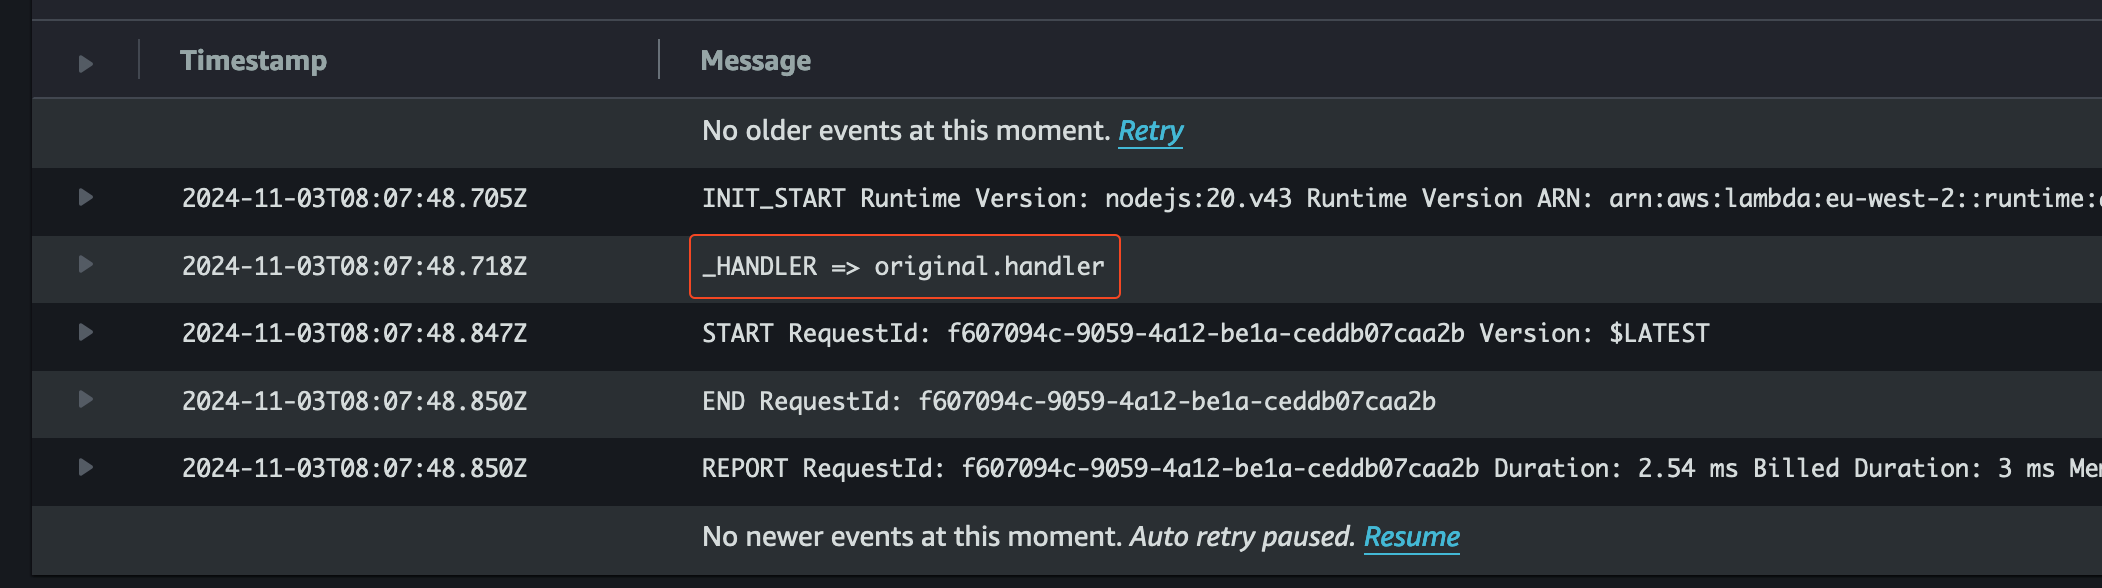 Timestamp Message
No older events at this moment. Retry
2024-11-03T08:07:48.705Z INIT_START Runtime Version: nodejs:20.v43 Runtime Version ARN: arn:aws:lambda:eu-west-2::runtime:
2024-11-03T08:07:48.718Z _HANDLER => original.handler
2024-11-03T08:07:48.847Z START RequestId: f607094c-9059-4a12-be1a-ceddb07caa2b Version: $LATEST
2024-11-03T08:07:48.850Z END RequestId: f607094c-9059-4a12-be1a-ceddb07caa2b
2024-11-03T08:07:48.850Z REPORT RequestId: f607094c-9059-4a12-be1a-ceddb07caa2b Duration: 2.54 ms Billed Duration: 3 ms
No newer events at this moment. Auto retry paused. Resume